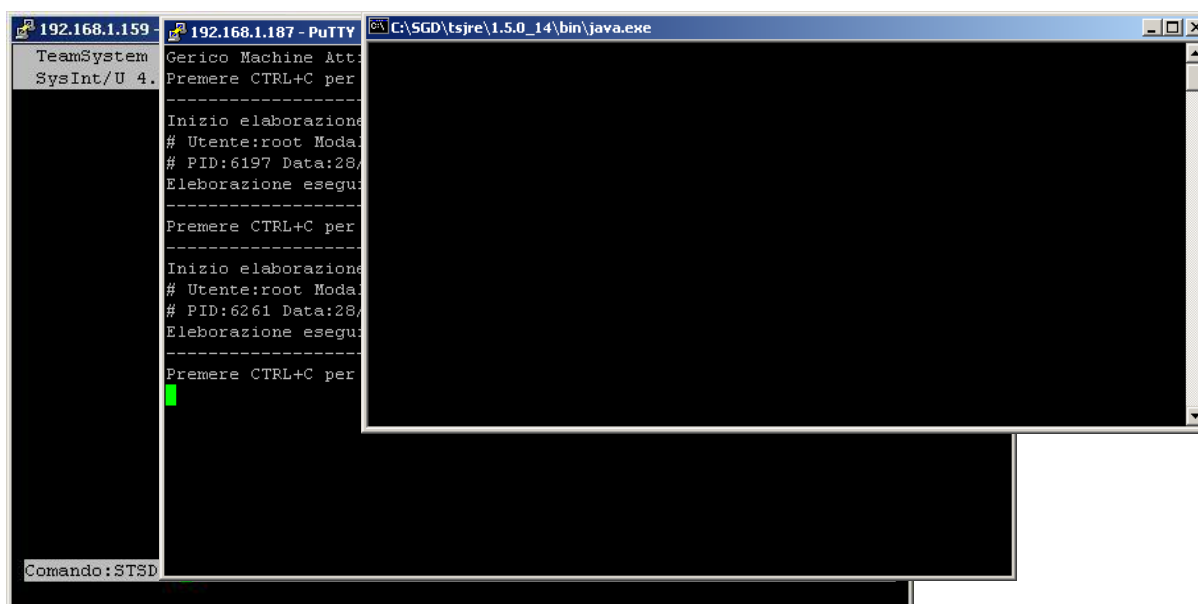 192.168.1.159 -
TeamSystem
SysInt/U 4.
Comando:STSD
192.168.1.187 - PuTTY
Gerico Machine Att
Premere CTRL+C per
--------------------
Inizio elaborazione
# Utente:root Modal
# PID:6197 Data:28/
Eleborazione esegui
--------------------
Premere CTRL+C per
--------------------
Inizio elaborazione
# Utente:root Modal
# PID:6261 Data:28/
Eleborazione esegui
--------------------
Premere CTRL+C per
C:\SGD\tsjre\1.5.0_14\bin\java.exe